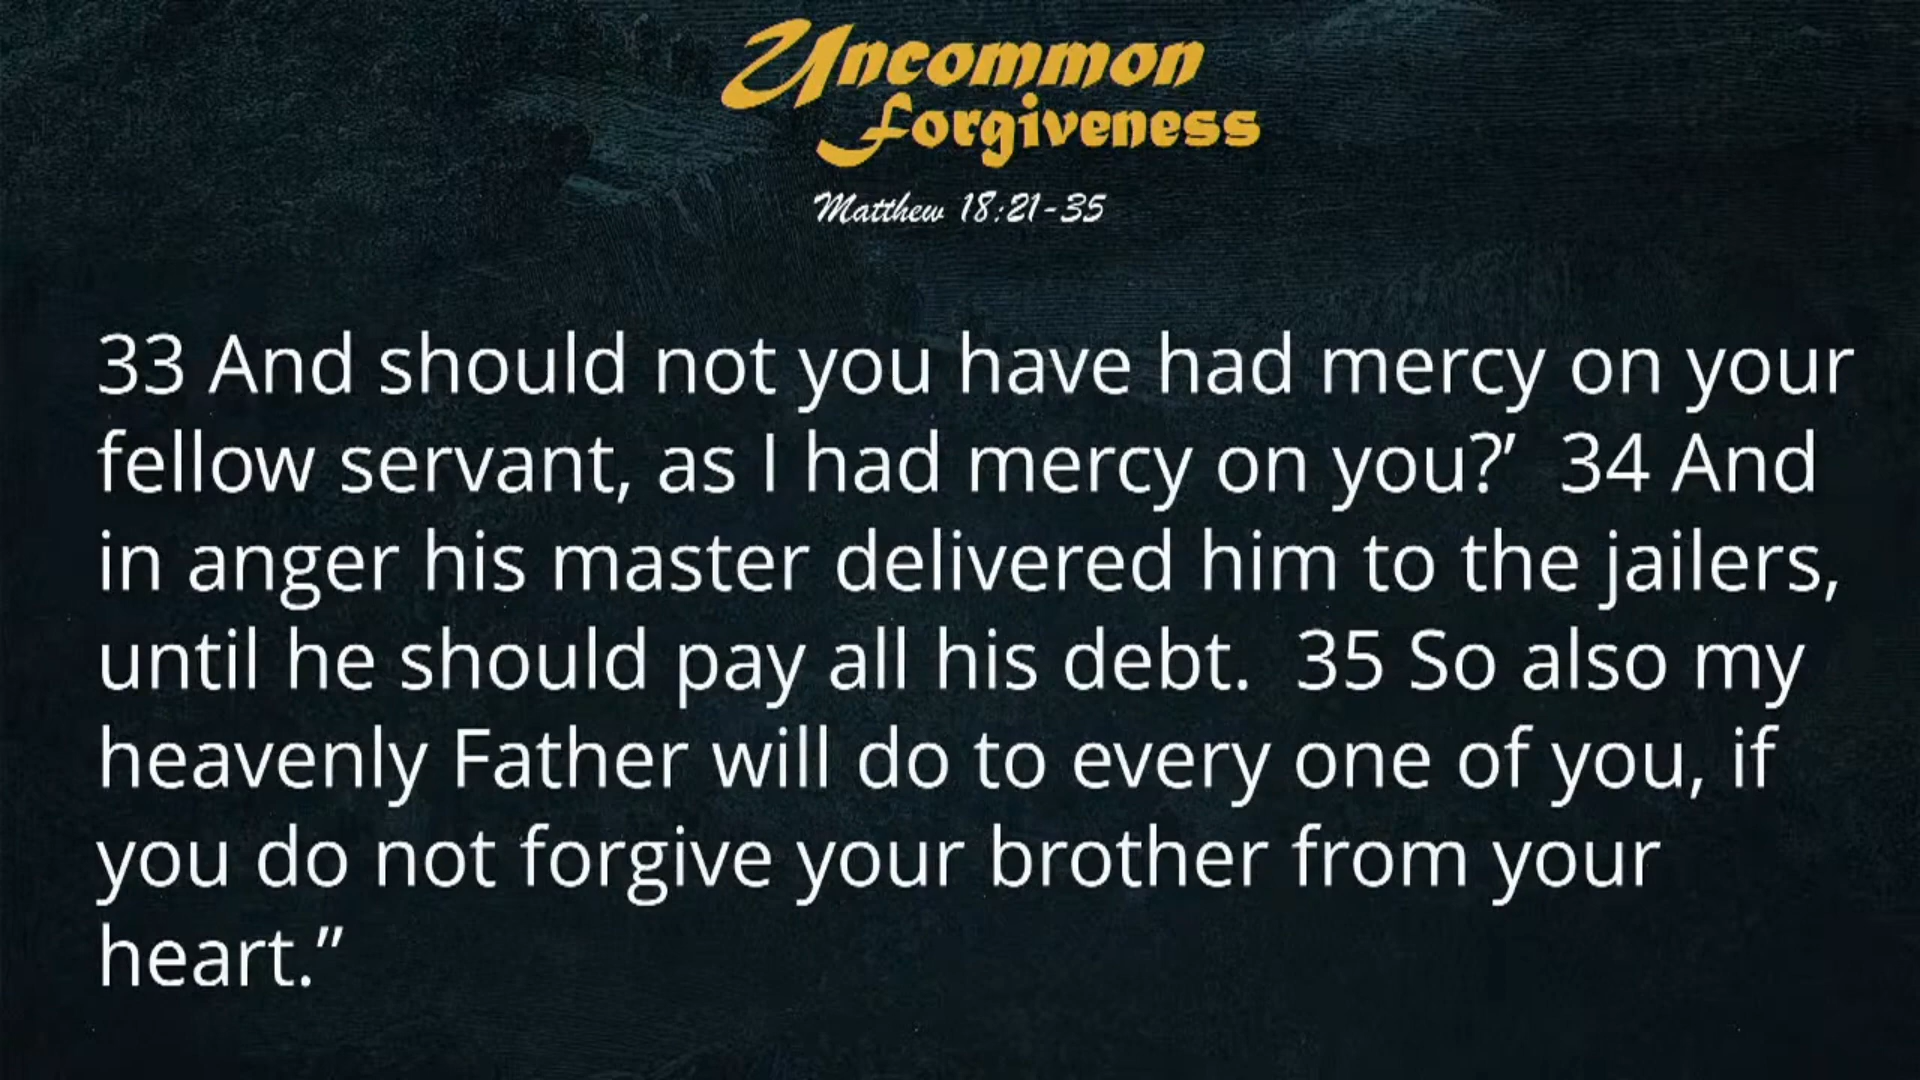 Uncommon
Forgiveness
Matthew 18:21-35
33 And should not you have had mercy on your
fellow servant, as I had mercy on you?’  34 And
in anger his master delivered him to the jailers,
until he should pay all his debt.  35 So also my
heavenly Father will do to every one of you, if
you do not forgive your brother from your
heart.”